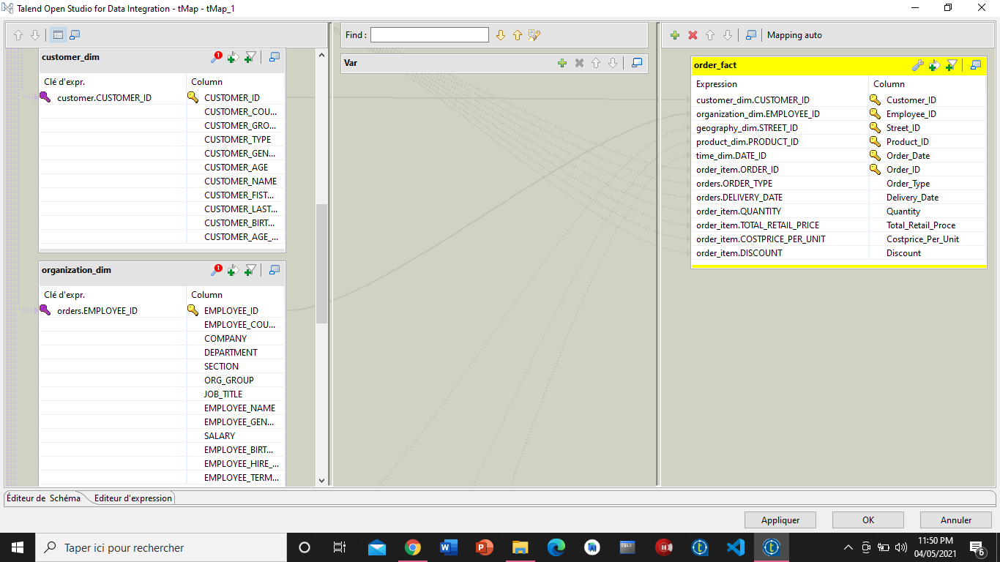 Talend Open Studio for Data Integration - tMap - tMap_1
customer_dim
Clé d'expr. Column
customer.CUSTOMER_ID CUSTOMER_ID
CUSTOMER_COU...
CUSTOMER_GRO...
CUSTOMER_TYPE
CUSTOMER_GEN...
CUSTOMER_AGE
CUSTOMER_NAME
CUSTOMER_FIST...
CUSTOMER_LAST...
CUSTOMER_BIRT...
CUSTOMER_AGE_...
organization_dim
Clé d'expr. Column
orders.EMPLOYEE_ID EMPLOYEE_ID
EMPLOYEE_COU...
COMPANY
DEPARTMENT
SECTION
ORG_GROUP
JOB_TITLE
EMPLOYEE_NAME
EMPLOYEE_GEN...
SALARY
EMPLOYEE_BIRT...
EMPLOYEE_HIRE_...
EMPLOYEE_TERM...
Find :
Var
Mapping auto
order_fact
Expression Column
customer_dim.CUSTOMER_ID Customer_ID
organization_dim.EMPLOYEE_ID Employee_ID
geography_dim.STREET_ID Street_ID
product_dim.PRODUCT_ID Product_ID
time_dim.DATE_ID Order_Date
order_item.ORDER_ID Order_ID
orders.ORDER_TYPE Order_Type
orders.DELIVERY_DATE Delivery_Date
order_item.QUANTITY Quantity
order_item.TOTAL_RETAIL_PRICE Total_Retail_Proce
order_item.COSTPRICE_PER_UNIT Costprice_Per_Unit
order_item.DISCOUNT Discount
Éditeur de Schéma Editeur d'expression
Appliquer OK Annuler
Taper ici pour rechercher
11:50 PM
04/05/2021
6